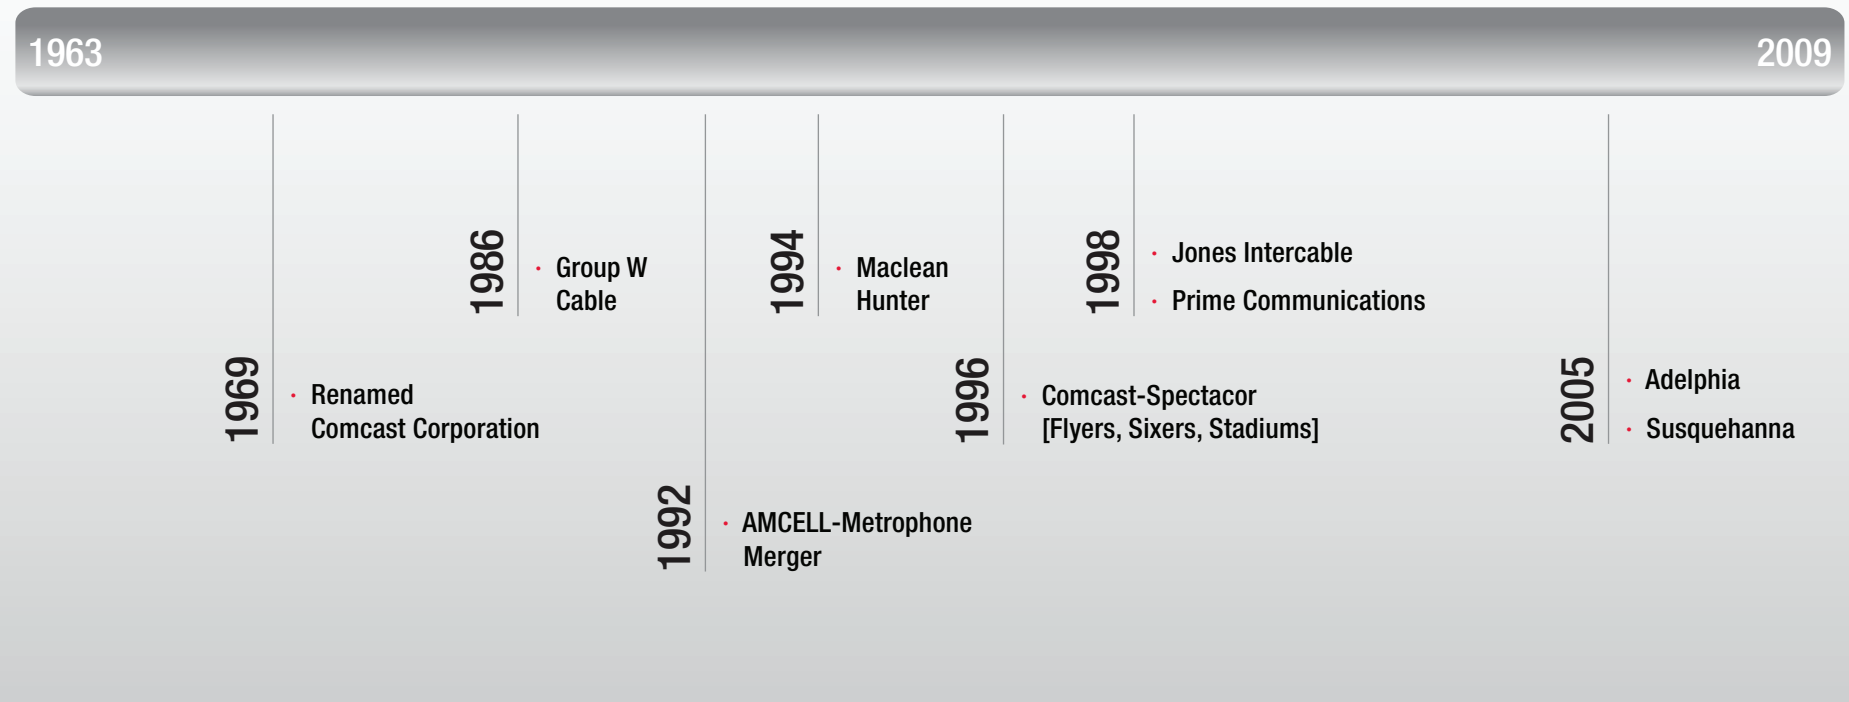 1963
2009
1969
· Renamed
Comcast Corporation
1986
· Group W
Cable
1992
· AMCELL-Metrophone
Merger
1994
· Maclean
Hunter
1996
· Comcast-Spectacor
[Flyers, Sixers, Stadiums]
1998
· Jones Intercable
· Prime Communications
2005
· Adelphia
· Susquehanna